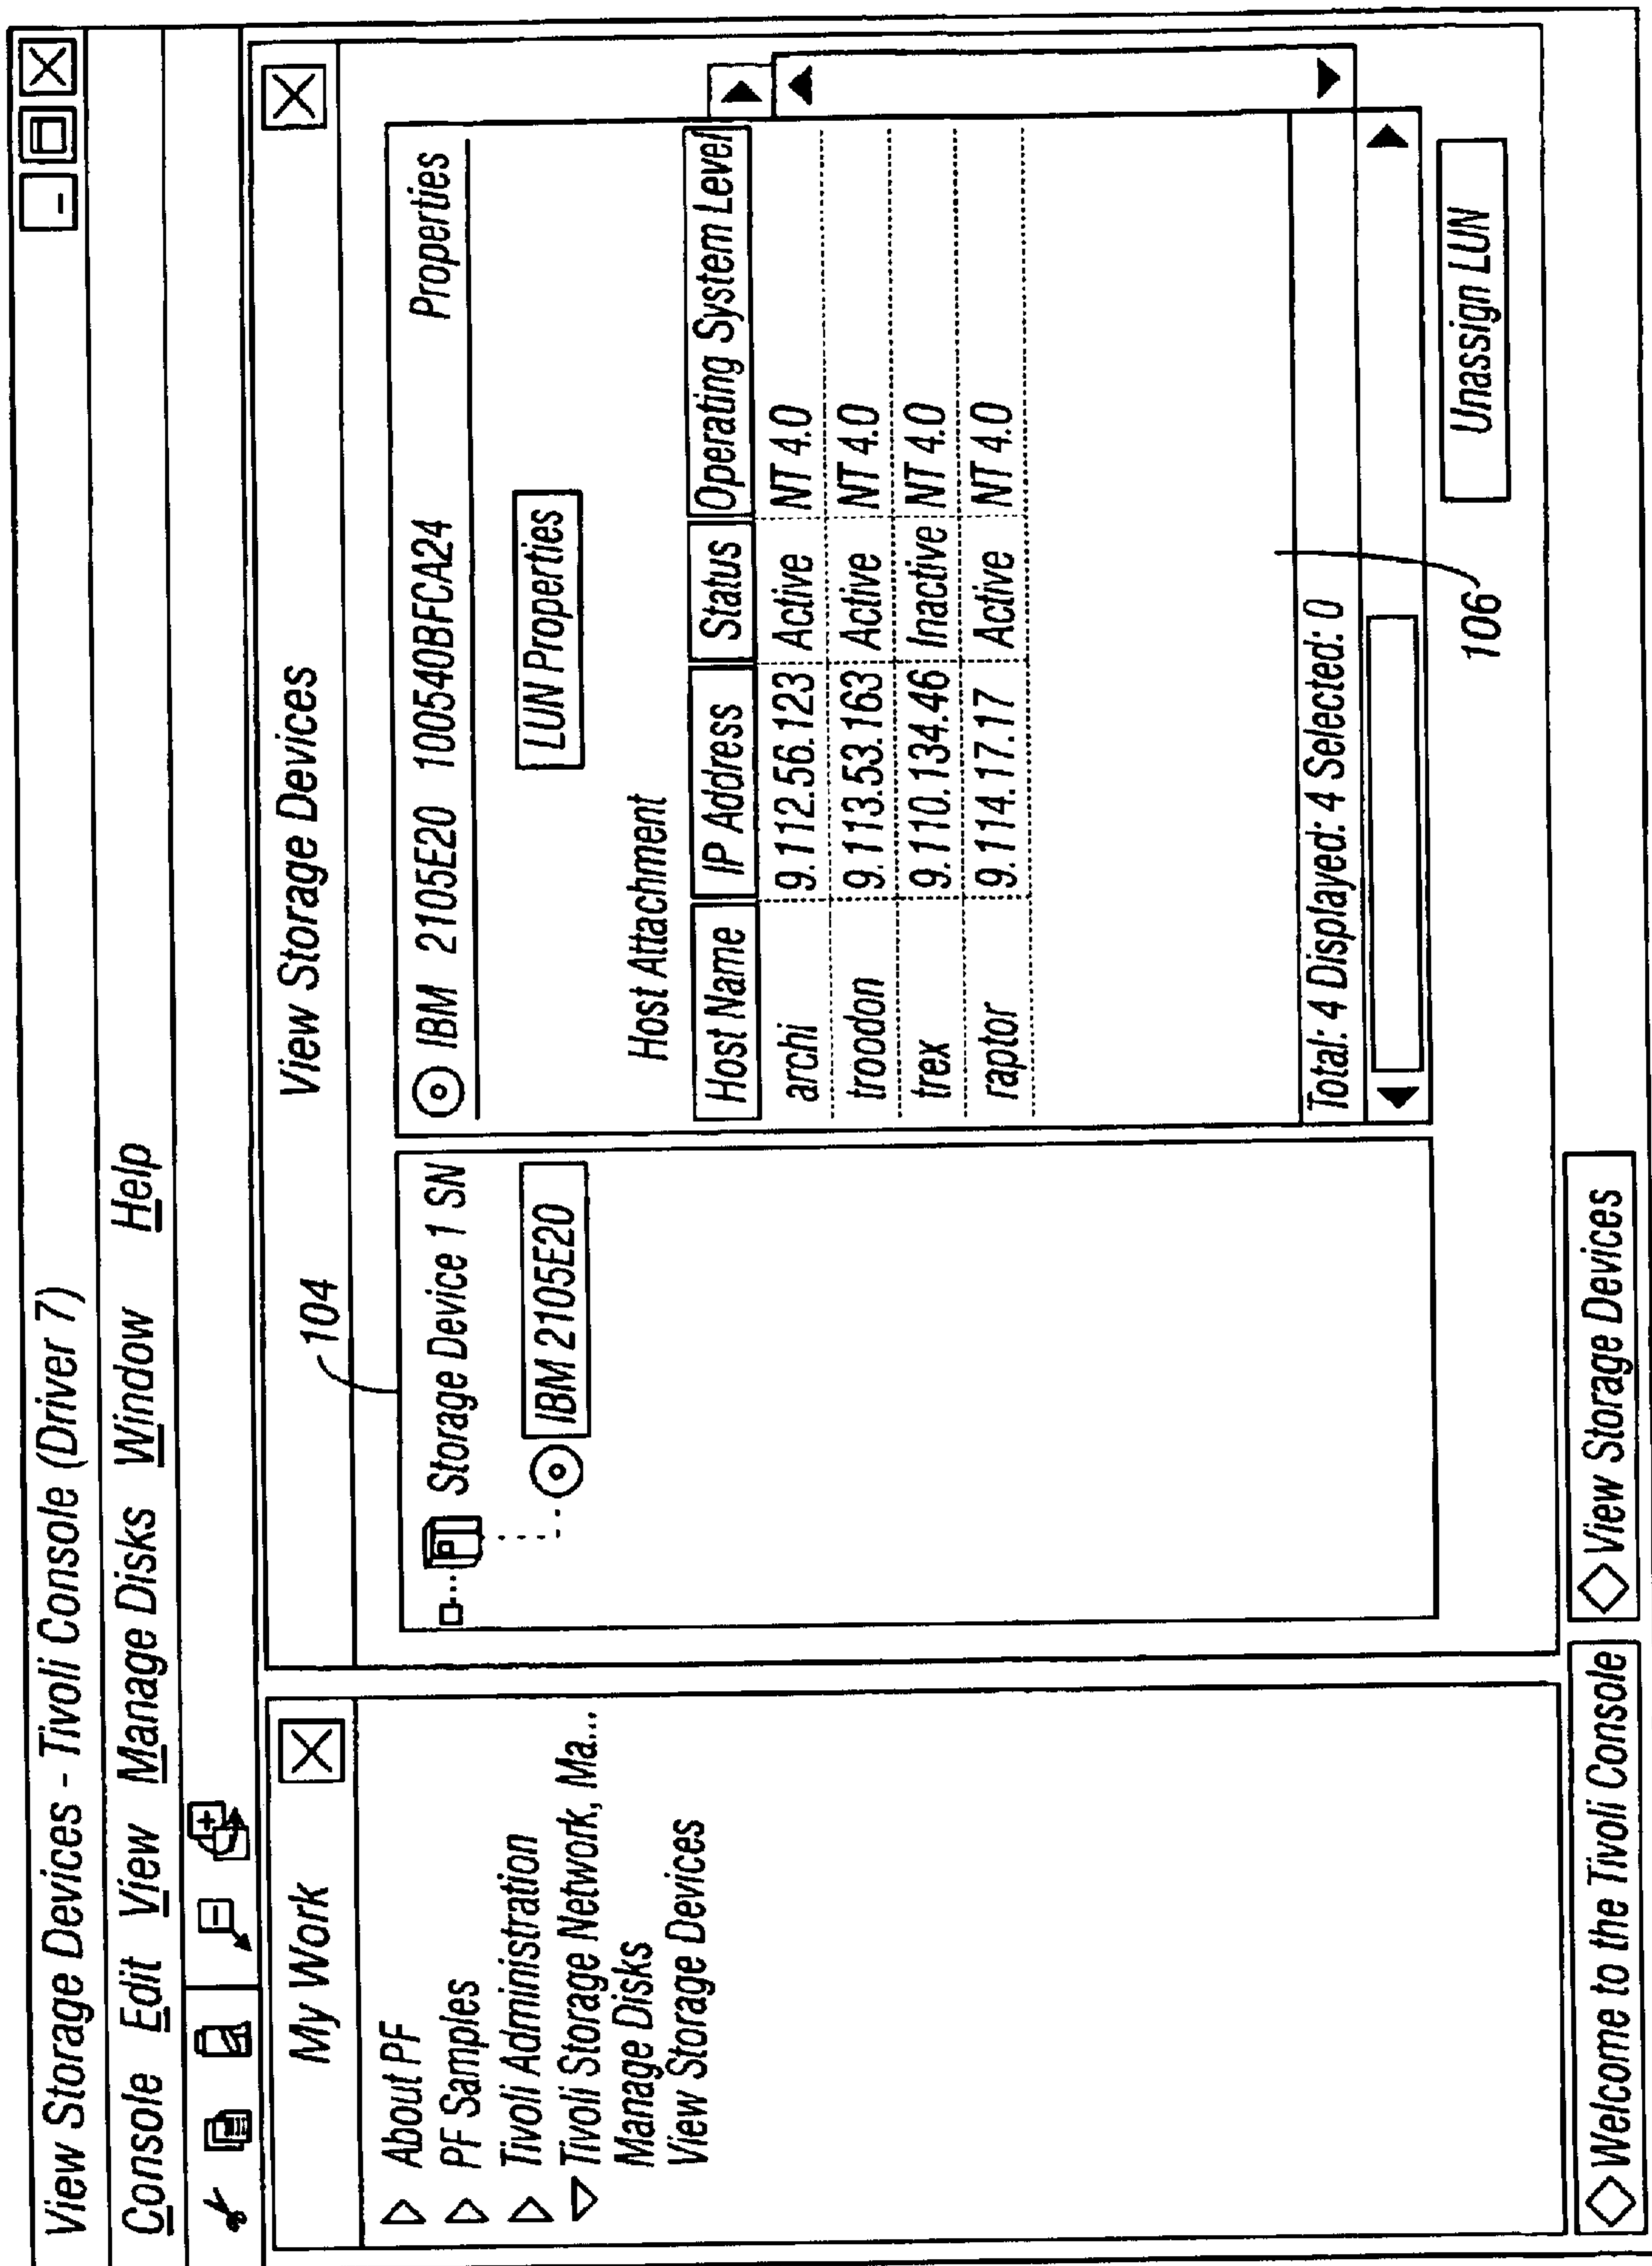 View Storage Devices - Tivoli Console (Driver 7)
Console Edit View Manage Disks Window Help
My Work
About PF
PF Samples
Tivoli Administration
Tivoli Storage Network, Ma...
Manage Disks
View Storage Devices
View Storage Devices
104
Storage Device 1 SN
IBM 2105E20
IBM 2105E20 100540BFCA24 Properties
LUN Properties
Host Attachment
Host Name IP Address Status Operating System Level
archi 9.112.56.123 Active NT 4.0
troodon 9.113.53.163 Active NT 4.0
trex 9.110.134.46 Inactive NT 4.0
raptor 9.114.17.17 Active NT 4.0
Total: 4 Displayed: 4 Selected: 0
106
Unassign LUN
Welcome to the Tivoli Console
View Storage Devices